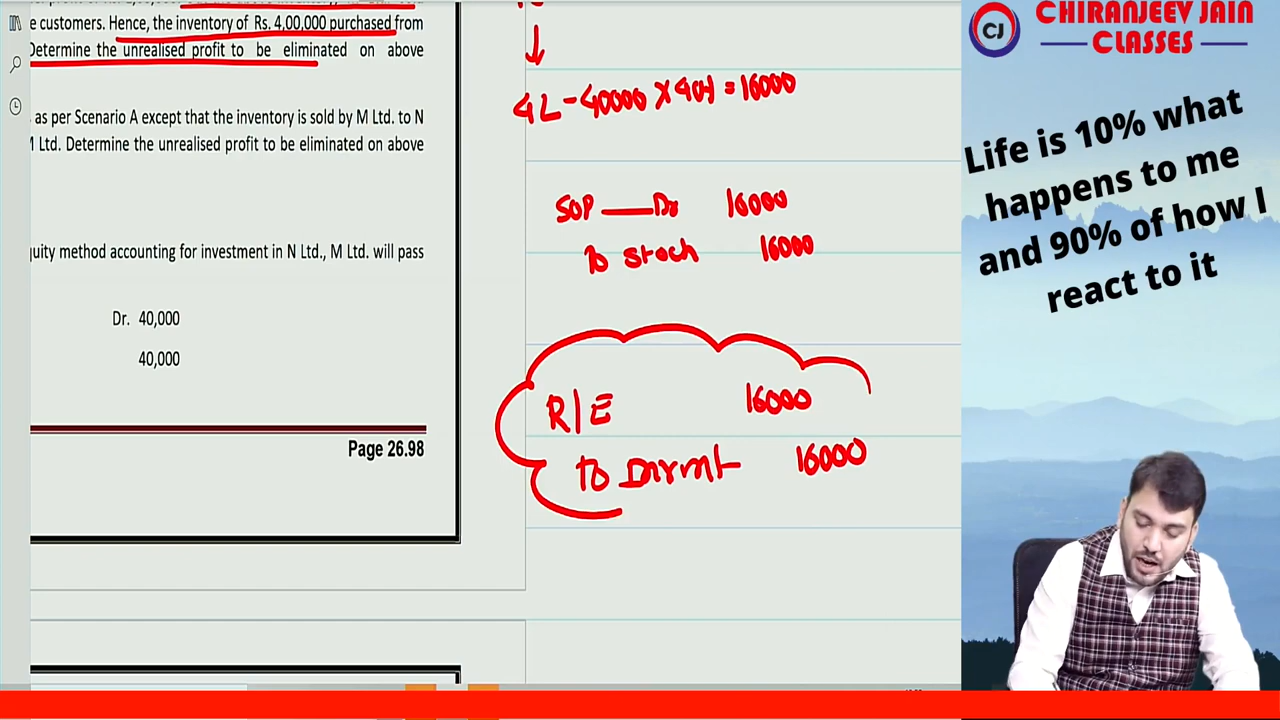 e customers. Hence, the inventory of Rs. 4,00,000 purchased from
Determine the unrealised profit to be eliminated on above
as per Scenario A except that the inventory is sold by M Ltd. to N
M Ltd. Determine the unrealised profit to be eliminated on above
quity method accounting for investment in N Ltd., M Ltd. will pass
Dr. 40,000
40,000
Page 26.98
4L - 40000 x 40% = 16000
SOP — Dr 16000
To stock 16000
R/E 16000
to Invmt 16000
CHIRANJEEV JAIN
CLASSES
CJ
Life is 10% what
happens to me
and 90% of how I
react to it